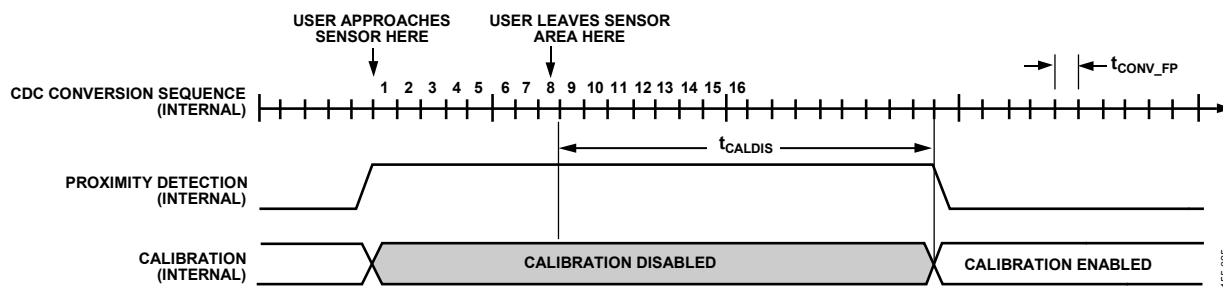 USER APPROACHES
SENSOR HERE
USER LEAVES SENSOR
AREA HERE
tCONV_FP
CDC CONVERSION SEQUENCE
(INTERNAL)
1 2 3 4 5 6 7 8 9 10 11 12 13 14 15 16
tCALDIS
PROXIMITY DETECTION
(INTERNAL)
CALIBRATION
(INTERNAL)
CALIBRATION DISABLED
CALIBRATION ENABLED